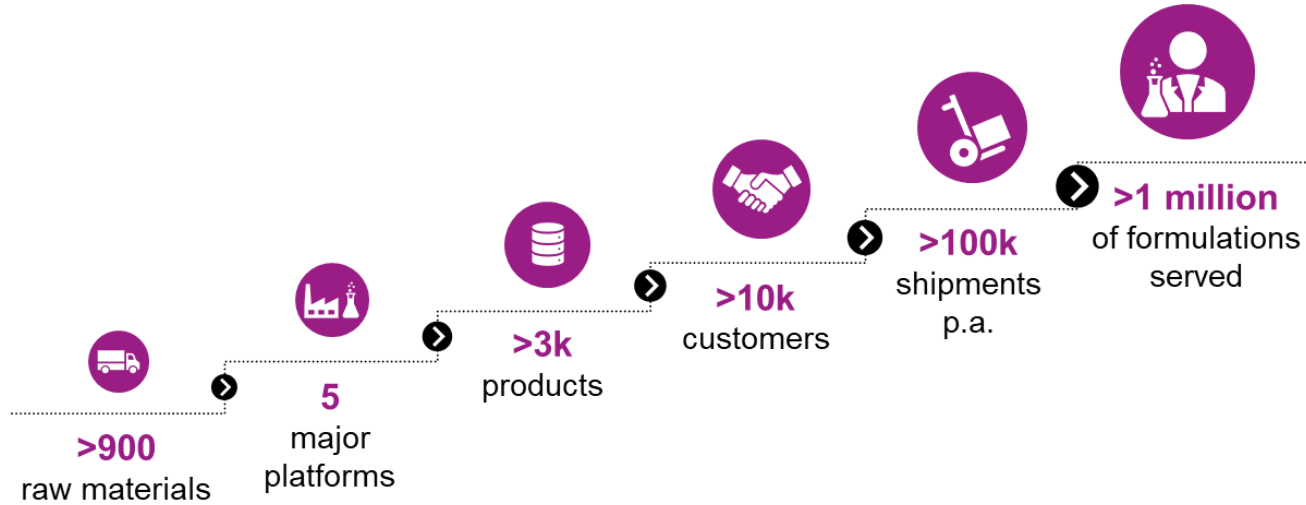 >900
raw materials
5
major
platforms
>3k
products
>10k
customers
>100k
shipments
p.a.
>1 million
of formulations
served